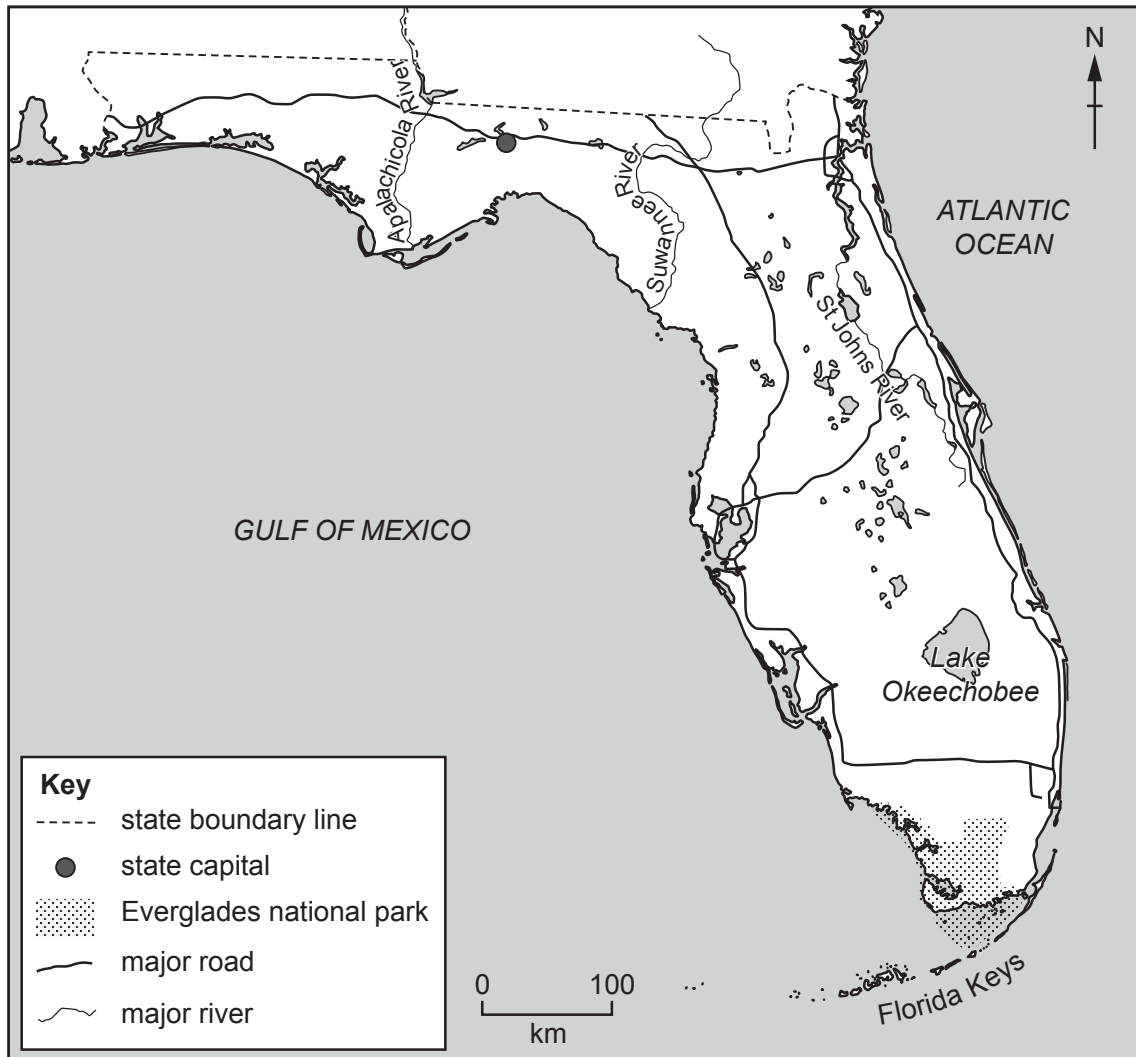 N
Apalachicola River
Suwannee River
St Johns River
ATLANTIC
OCEAN
GULF OF MEXICO
Lake
Okeechobee
Key
state boundary line
state capital
Everglades national park
major road
major river
0 100
km
Florida Keys